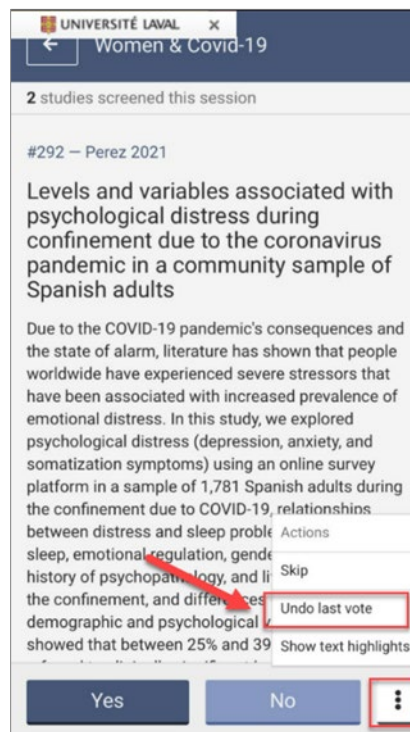 UNIVERSITÉ LAVAL
Women & Covid-19
2 studies screened this session
#292 — Perez 2021
Levels and variables associated with
psychological distress during
confinement due to the coronavirus
pandemic in a community sample of
Spanish adults
Due to the COVID-19 pandemic's consequences and
the state of alarm, literature has shown that people
worldwide have experienced severe stressors that
have been associated with increased prevalence of
emotional distress. In this study, we explored
psychological distress (depression, anxiety, and
somatization symptoms) using an online survey
platform in a sample of 1,781 Spanish adults during
the confinement due to COVID-19, relationships
between distress and sleep
sleep, emotional regulation,
history of and
the confinement, and
demographic and psychological
showed that between 25% and 39
Actions
Skip
Undo last vote
Show text highlights
Yes
No